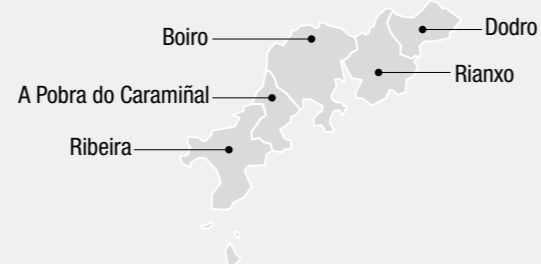 Dodro
Boiro
Rianxo
A Pobra do Caramiñal
Ribeira